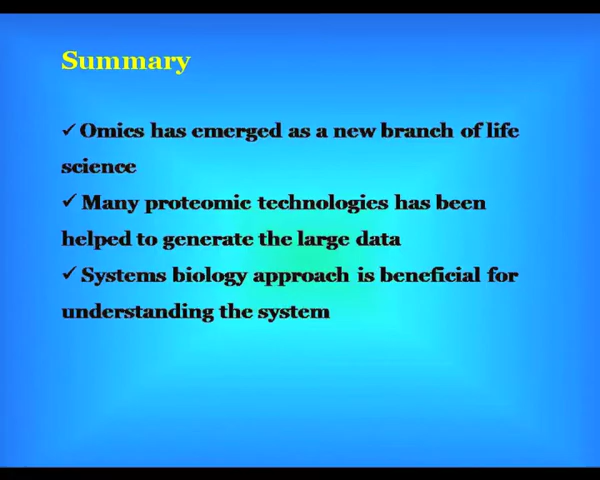 Summary
✓Omics has emerged as a new branch of life
science
✓Many proteomic technologies has been
helped to generate the large data
✓Systems biology approach is beneficial for
understanding the system